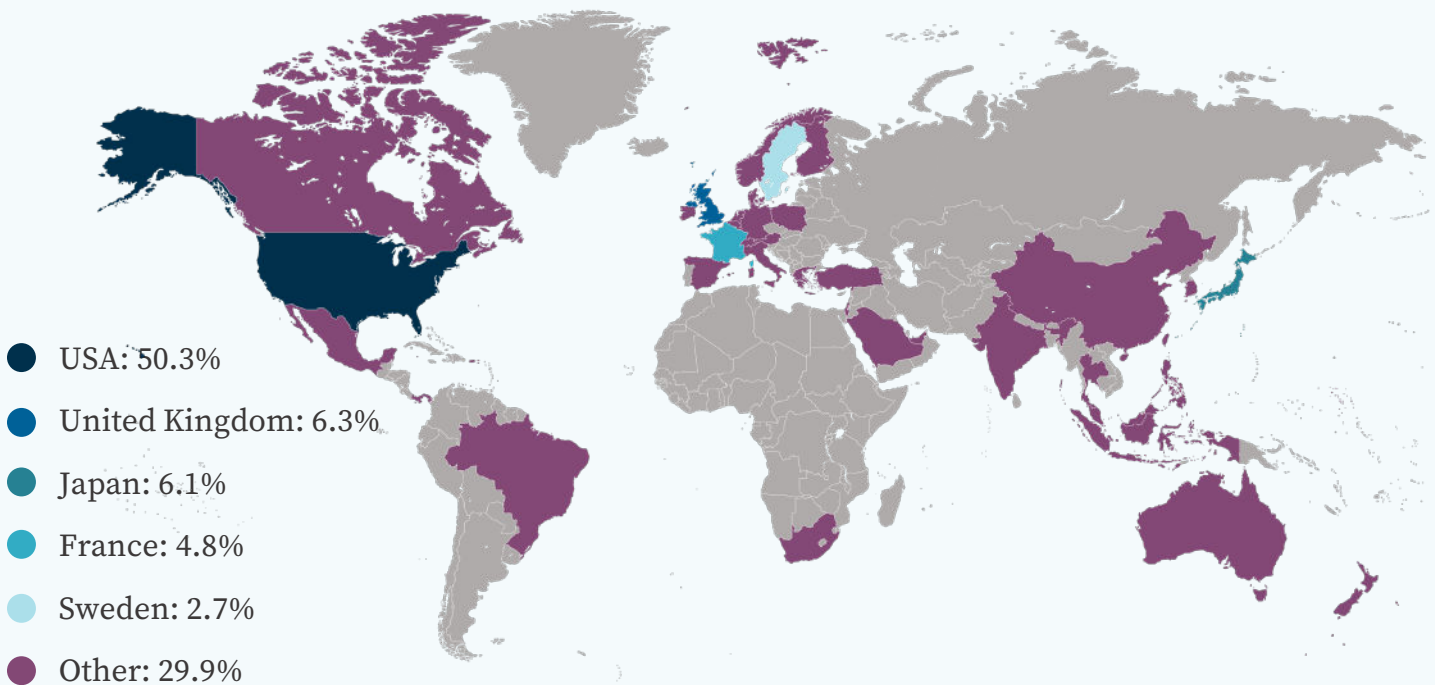 USA: 50.3%
United Kingdom: 6.3%
Japan: 6.1%
France: 4.8%
Sweden: 2.7%
Other: 29.9%